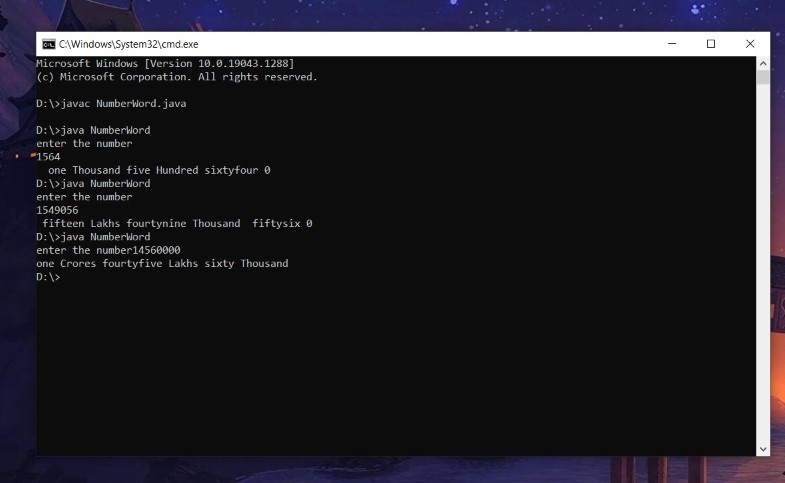 C:\Windows\System32\cmd.exe
Microsoft Windows [Version 10.0.19043.1288]
(c) Microsoft Corporation. All rights reserved.
D:\>javac NumberWord.java
D:\>java NumberWord
enter the number
1564
one Thousand five Hundred sixtyfour 0
D:\>java NumberWord
enter the number
1549056
fifteen Lakhs fourtynine Thousand  fiftysix 0
D:\>java NumberWord
enter the number14560000
one Crores fourtyfive Lakhs sixty Thousand
D:\>